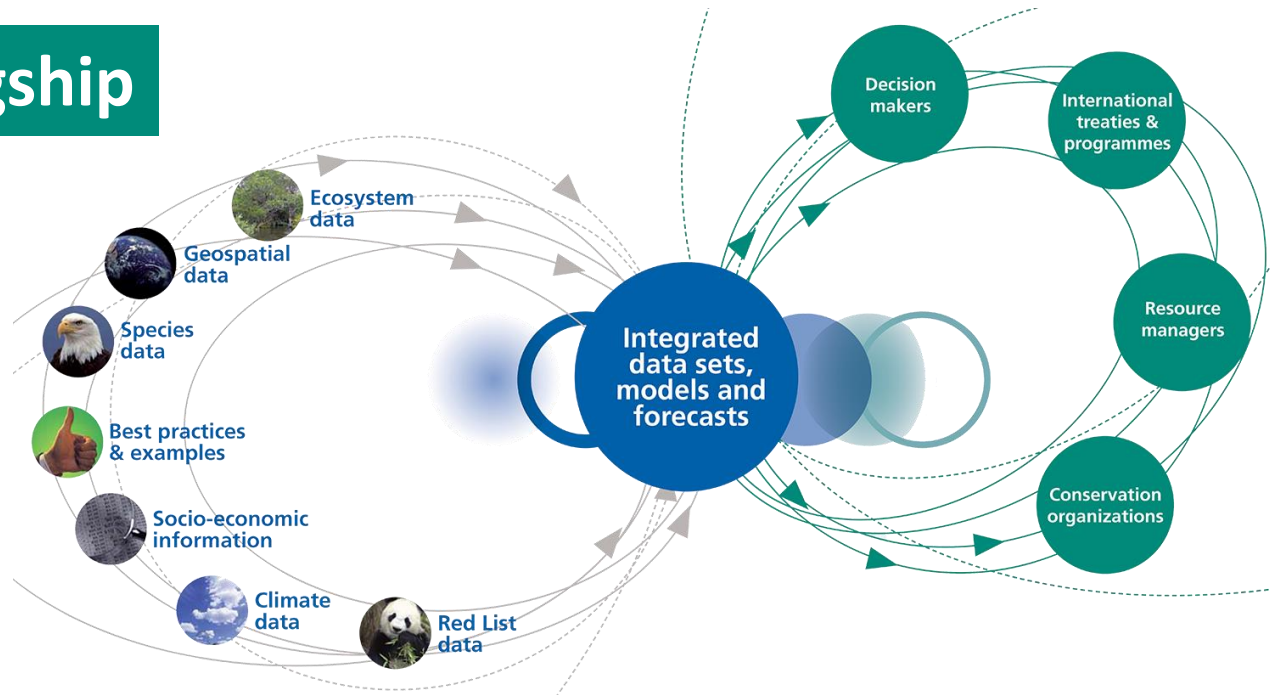 gship
Ecosystem
data
Geospatial
data
Species
data
Best practices
& examples
Socio-economic
information
Climate
data
Red List
data
Integrated
data sets,
models and
forecasts
Decision
makers
International
treaties &
programmes
Resource
managers
Conservation
organizations